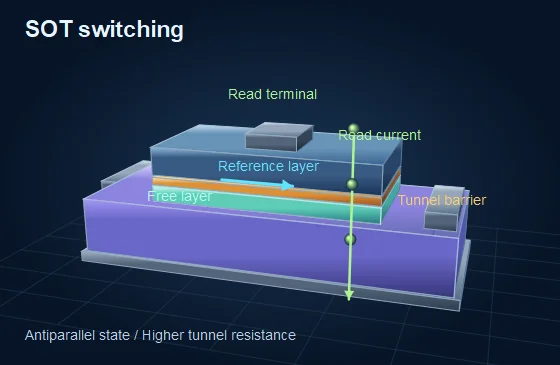 SOT switching
Read terminal
Read current
Reference layer
Free layer
Tunnel barrier
Antiparallel state / Higher tunnel resistance